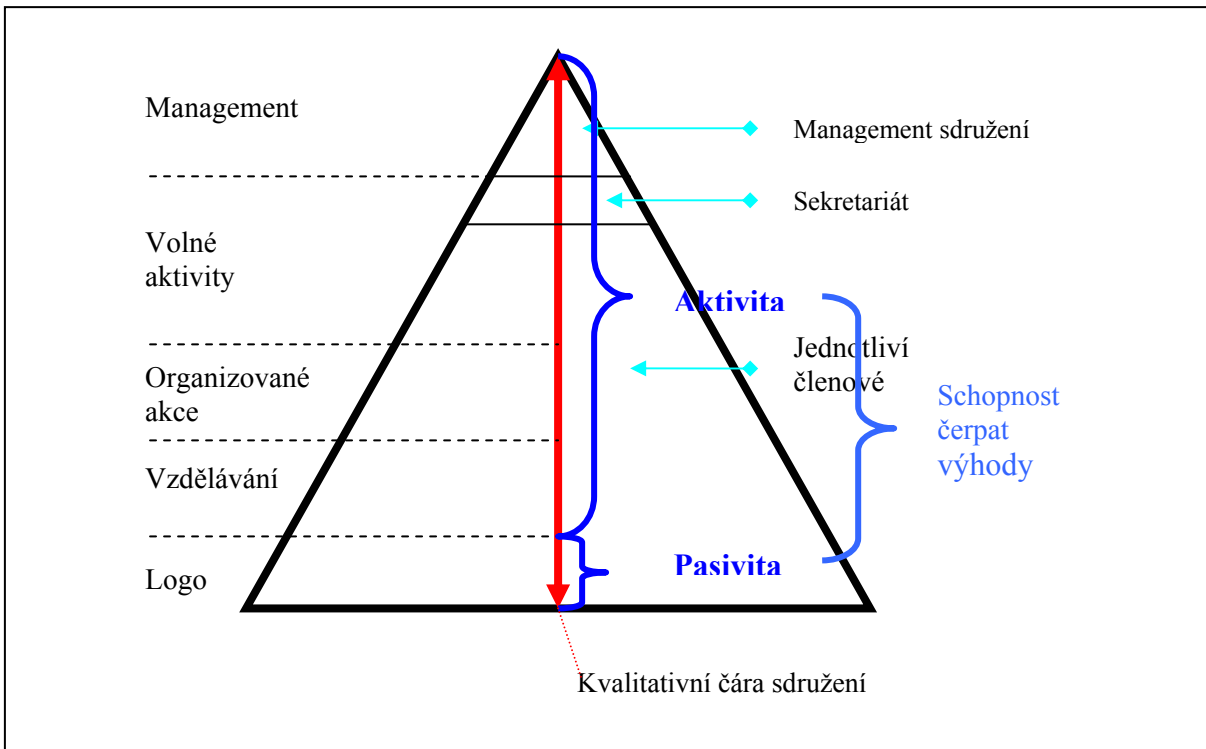 Management
Management sdružení
Sekretariát
Volné
aktivity
Aktivita
Jednotliví
členové
Organizované
akce
Schopnost
čerpat
výhody
Vzdělávání
Pasivita
Logo
Kvalitativní čára sdružení